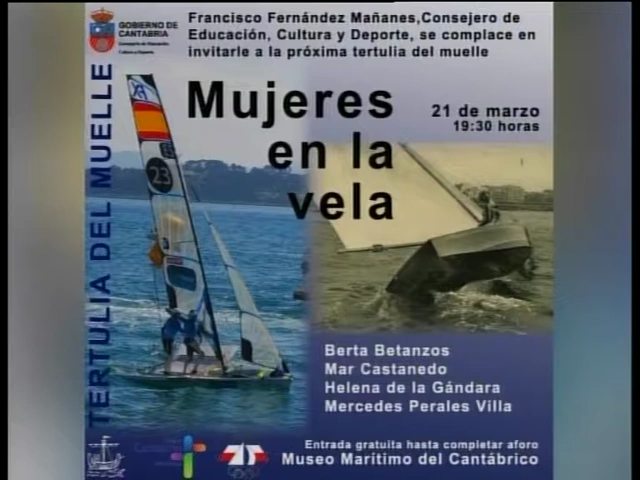 GOBIERNO DE CANTABRIA
Francisco Fernández Mañanes,Consejero de
Educación, Cultura y Deporte, se complace en
invitarle a la próxima tertulia del muelle
TERTULIA DEL MUELLE
Mujeres
en la
vela
21 de marzo
19:30 horas
23
Berta Betanzos
Mar Castanedo
Helena de la Gándara
Mercedes Perales Villa
Entrada gratuita hasta completar aforo
Museo Marítimo del Cantábrico